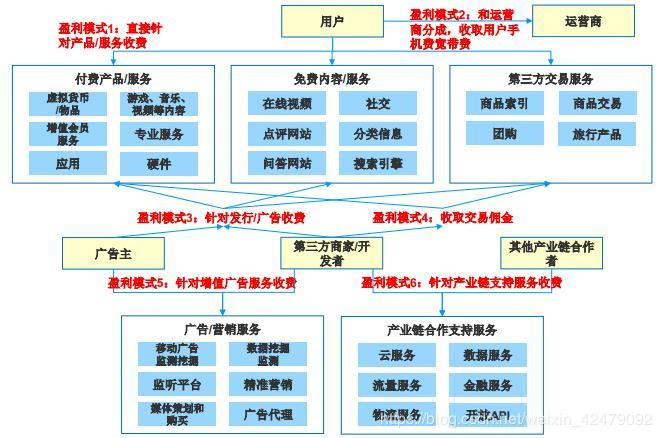 用户
盈利模式1：直接针
对产品/服务收费
盈利模式2：和运营
商分成，收取用户手
机费宽带费
运营商
付费产品/服务
虚拟货币
/物品
游戏、音乐、
视频等内容
增值会员
服务
专业服务
应用
硬件
免费内容/服务
在线视频
社交
点评网站
分类信息
问答网站
搜索引擎
第三方交易服务
商品索引
商品交易
团购
旅行产品
盈利模式3：针对发行/广告收费
盈利模式4：收取交易佣金
广告主
第三方商家/开
发者
其他产业链合作
者
盈利模式5：针对增值广告服务收费
盈利模式6：针对产业链支持服务收费
广告/营销服务
移动广告
监测挖掘
数据挖掘
监测
监听平台
精准营销
媒体策划和
购买
广告代理
产业链合作支持服务
云服务
数据服务
流量服务
金融服务
物流服务
开放API
https://blog.csdn.net/weixin_42479092